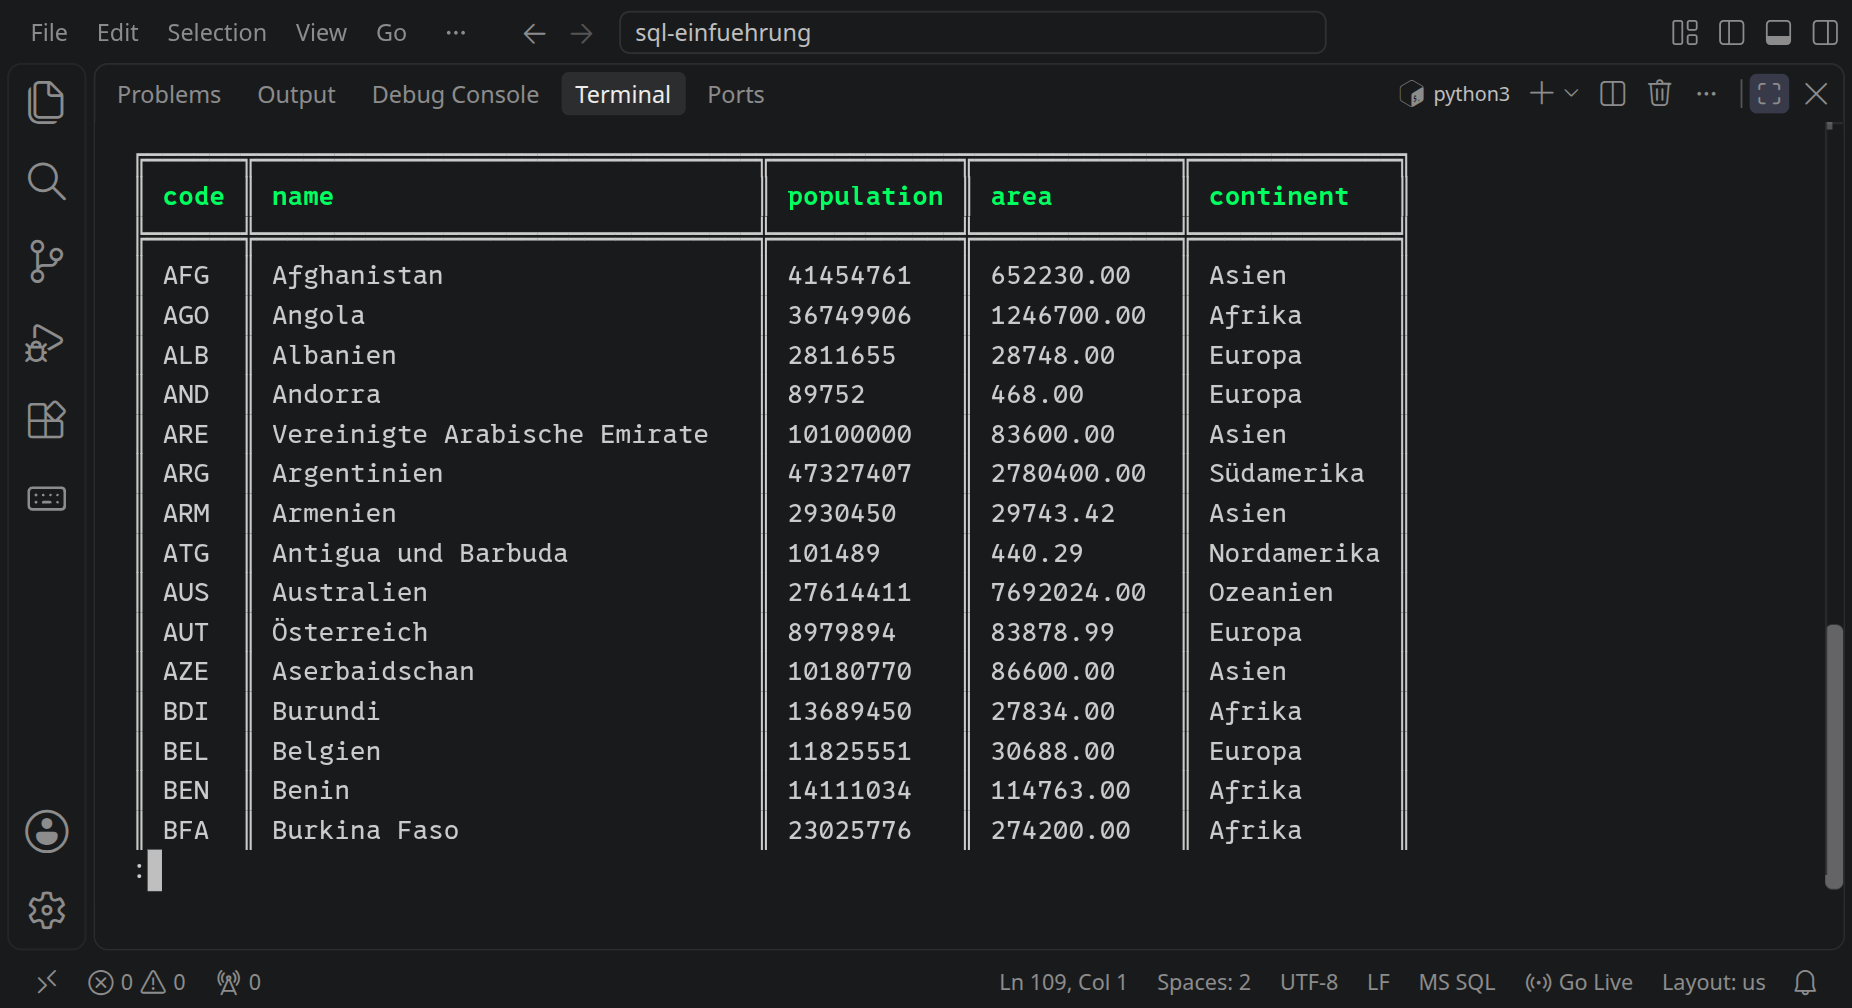 File Edit Selection View Go ··· sql-einfuehrung
Problems Output Debug Console Terminal Ports python3
code name population area continent
AFG Afghanistan 41454761 652230.00 Asien
AGO Angola 36749906 1246700.00 Afrika
ALB Albanien 2811655 28748.00 Europa
AND Andorra 89752 468.00 Europa
ARE Vereinigte Arabische Emirate 10100000 83600.00 Asien
ARG Argentinien 47327407 2780400.00 Südamerika
ARM Armenien 2930450 29743.42 Asien
ATG Antigua und Barbuda 101489 440.29 Nordamerika
AUS Australien 27614411 7692024.00 Ozeanien
AUT Österreich 8979894 83878.99 Europa
AZE Aserbaidschan 10180770 86600.00 Asien
BDI Burundi 13689450 27834.00 Afrika
BEL Belgien 11825551 30688.00 Europa
BEN Benin 14111034 114763.00 Afrika
BFA Burkina Faso 23025776 274200.00 Afrika
:
0 0 0 Ln 109, Col 1 Spaces: 2 UTF-8 LF MS SQL Go Live Layout: us